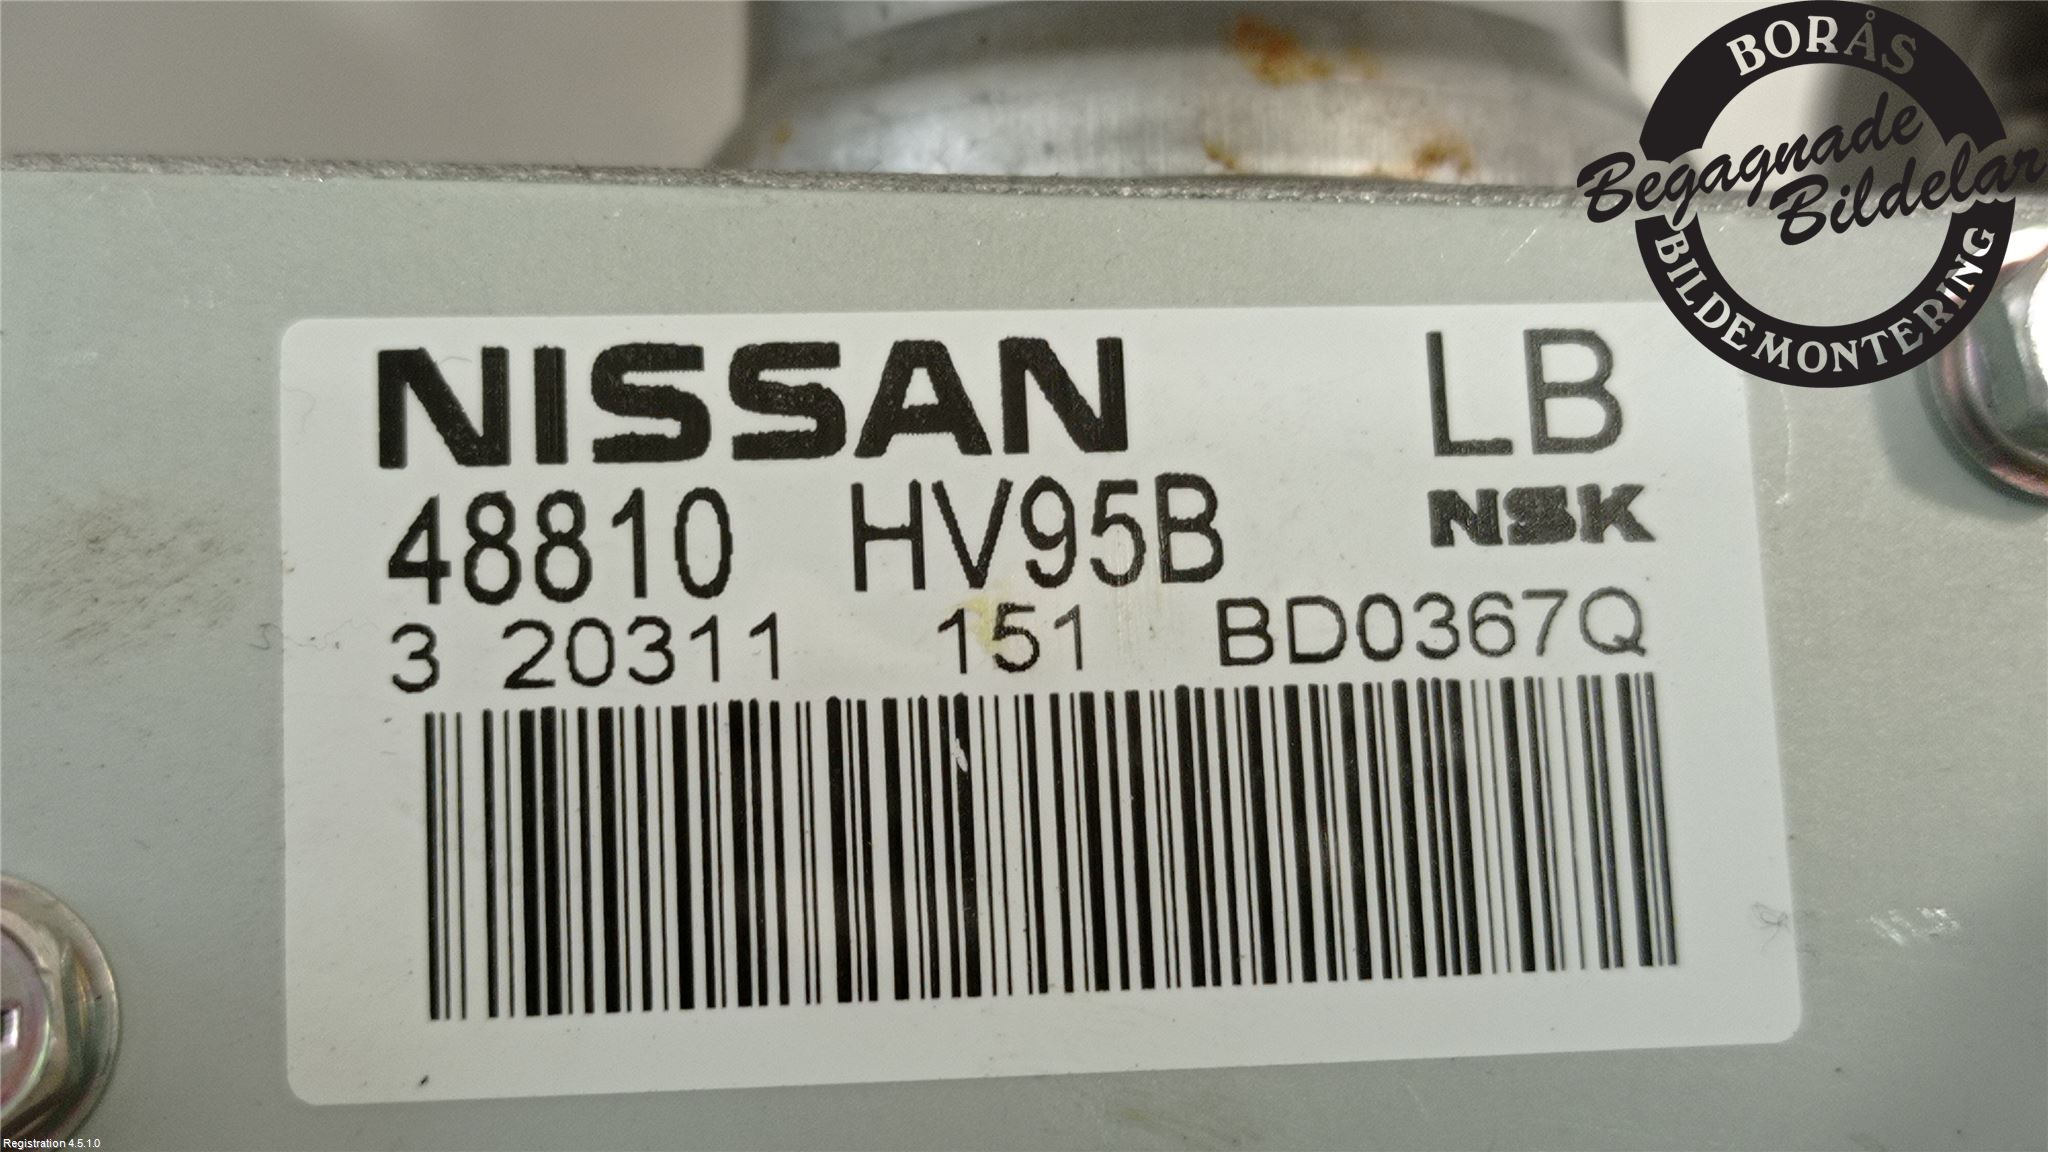 BORÅS
Begagnade
Bildelar
BILDEMONTERING
NISSAN LB
48810 HV95B NSK
3 20311 151 BD0367Q
Registration 4.5.1.0